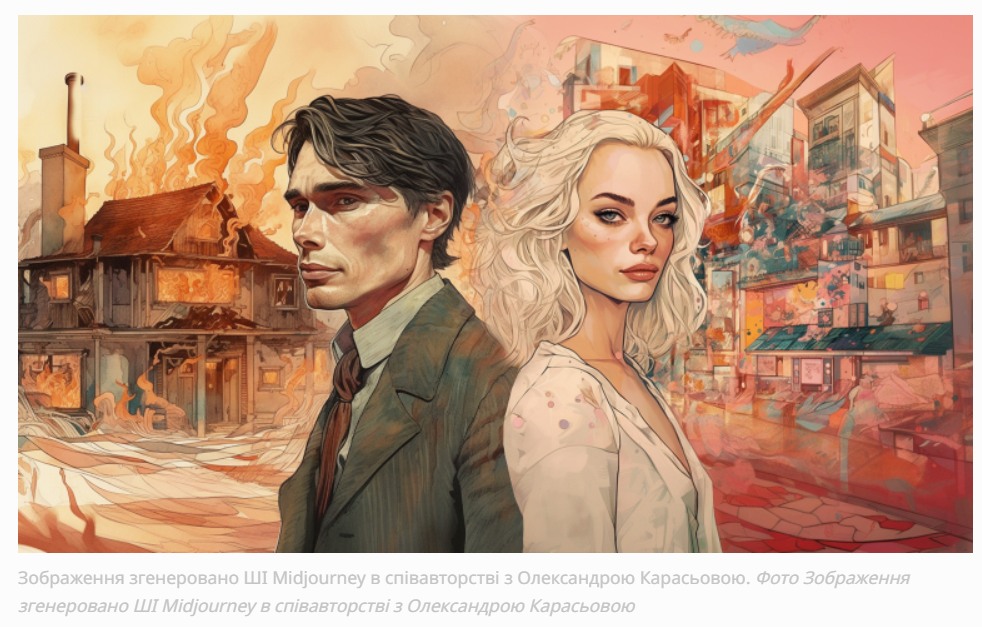 Зображення згенеровано ШІ Midjourney в співавторстві з Олександрою Карасьовою. Фото Зображення
згенеровано ШІ Midjourney в співавторстві з Олександрою Карасьовою